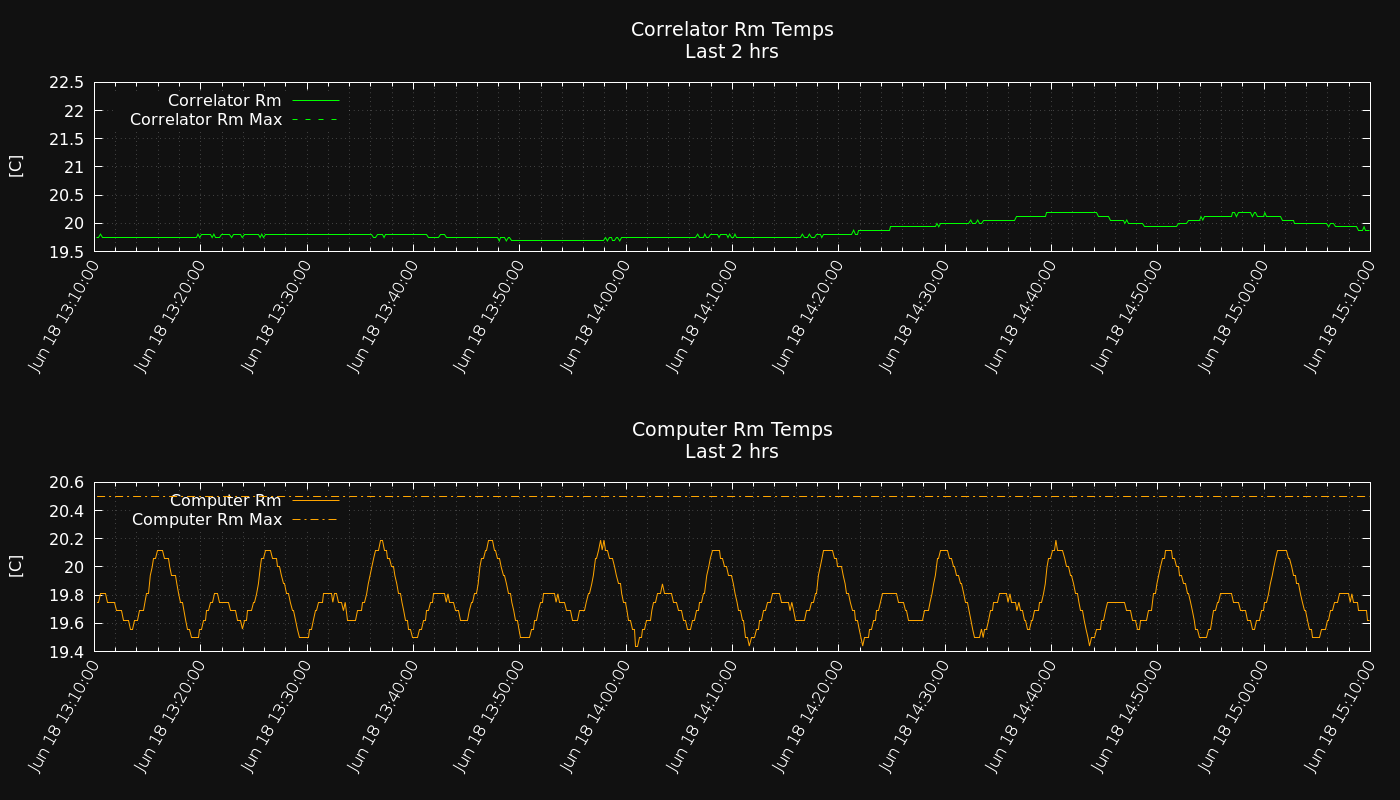 Correlator Rm Temps
Last 2 hrs
[C]
22.5
22
21.5
21
20.5
20
19.5
Correlator Rm
Correlator Rm Max
Jun 18 13:10:00
Jun 18 13:20:00
Jun 18 13:30:00
Jun 18 13:40:00
Jun 18 13:50:00
Jun 18 14:00:00
Jun 18 14:10:00
Jun 18 14:20:00
Jun 18 14:30:00
Jun 18 14:40:00
Jun 18 14:50:00
Jun 18 15:00:00
Jun 18 15:10:00
Computer Rm Temps
Last 2 hrs
[C]
20.6
20.4
20.2
20
19.8
19.6
19.4
Computer Rm
Computer Rm Max
Jun 18 13:10:00
Jun 18 13:20:00
Jun 18 13:30:00
Jun 18 13:40:00
Jun 18 13:50:00
Jun 18 14:00:00
Jun 18 14:10:00
Jun 18 14:20:00
Jun 18 14:30:00
Jun 18 14:40:00
Jun 18 14:50:00
Jun 18 15:00:00
Jun 18 15:10:00